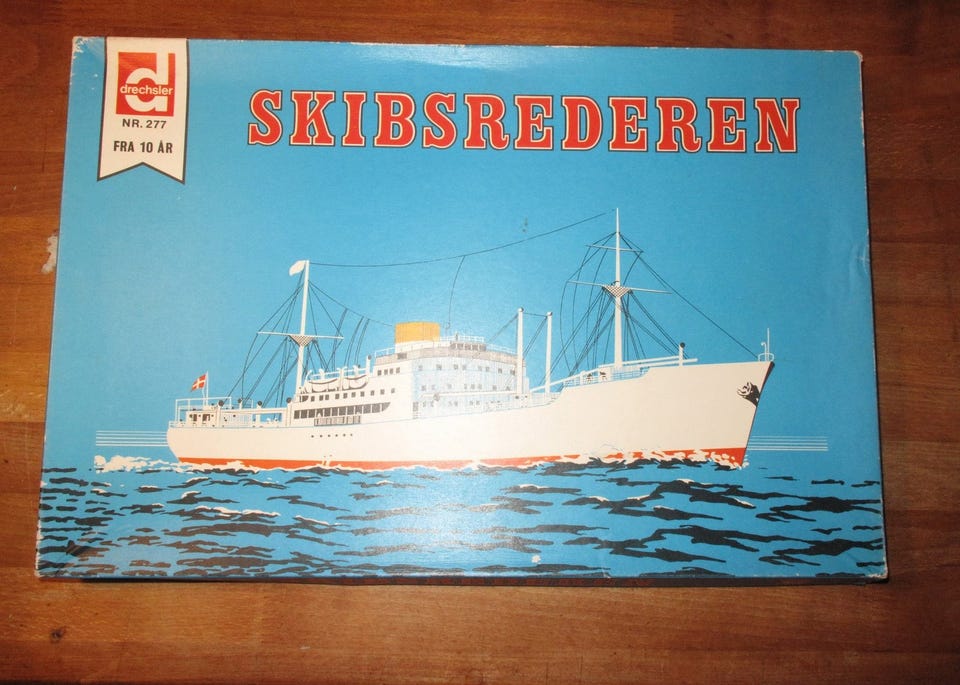 drechsler
NR. 277
FRA 10 ÅR
SKIBSREDEREN